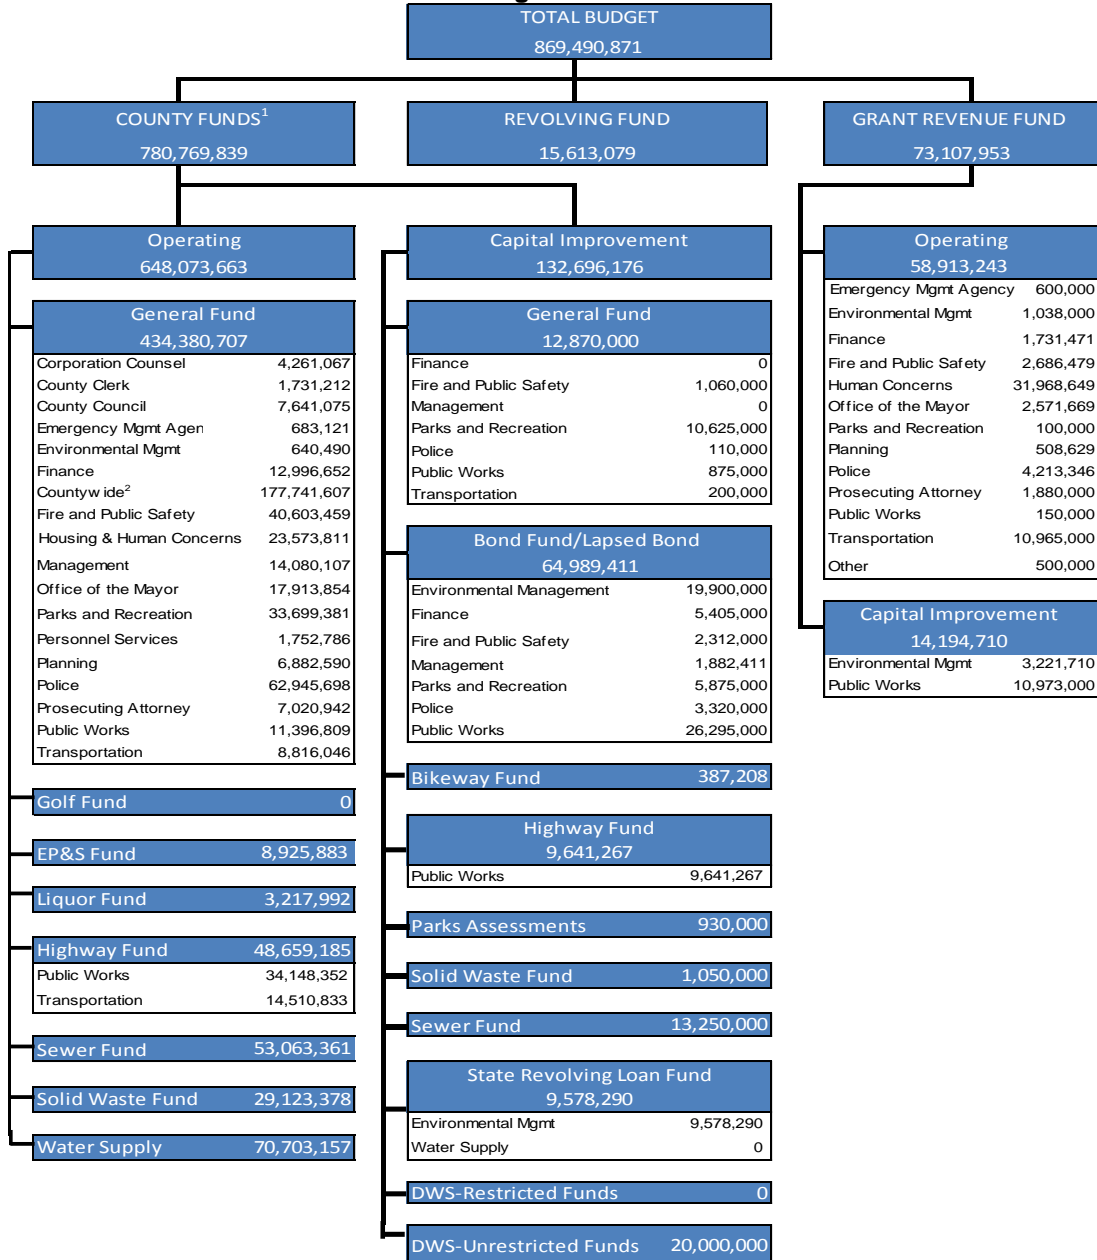 TOTAL BUDGET
869,490,871
COUNTY FUNDS¹
780,769,839
REVOLVING FUND
15,613,079
GRANT REVENUE FUND
73,107,953
Operating
648,073,663
General Fund
434,380,707
Corporation Counsel 4,261,067
County Clerk 1,731,212
County Council 7,641,075
Emergency Mgmt Agen 683,121
Environmental Mgmt 640,490
Finance 12,996,652
Countywide² 177,741,607
Fire and Public Safety 40,603,459
Housing & Human Concerns 23,573,811
Management 14,080,107
Office of the Mayor 17,913,854
Parks and Recreation 33,699,381
Personnel Services 1,752,786
Planning 6,882,590
Police 62,945,698
Prosecuting Attorney 7,020,942
Public Works 11,396,809
Transportation 8,816,046
Golf Fund 0
EP&S Fund 8,925,883
Liquor Fund 3,217,992
Highway Fund 48,659,185
Public Works 34,148,352
Transportation 14,510,833
Sewer Fund 53,063,361
Solid Waste Fund 29,123,378
Water Supply 70,703,157
Capital Improvement
132,696,176
General Fund
12,870,000
Finance 0
Fire and Public Safety 1,060,000
Management 0
Parks and Recreation 10,625,000
Police 110,000
Public Works 875,000
Transportation 200,000
Bond Fund/Lapsed Bond
64,989,411
Environmental Management 19,900,000
Finance 5,405,000
Fire and Public Safety 2,312,000
Management 1,882,411
Parks and Recreation 5,875,000
Police 3,320,000
Public Works 26,295,000
Bikeway Fund 387,208
Highway Fund
9,641,267
Public Works 9,641,267
Parks Assessments 930,000
Solid Waste Fund 1,050,000
Sewer Fund 13,250,000
State Revolving Loan Fund
9,578,290
Environmental Mgmt 9,578,290
Water Supply 0
DWS-Restricted Funds 0
DWS-Unrestricted Funds 20,000,000
Operating
58,913,243
Emergency Mgmt Agency 600,000
Environmental Mgmt 1,038,000
Finance 1,731,471
Fire and Public Safety 2,686,479
Human Concerns 31,968,649
Office of the Mayor 2,571,669
Parks and Recreation 100,000
Planning 508,629
Police 4,213,346
Prosecuting Attorney 1,880,000
Public Works 150,000
Transportation 10,965,000
Other 500,000
Capital Improvement
14,194,710
Environmental Mgmt 3,221,710
Public Works 10,973,000